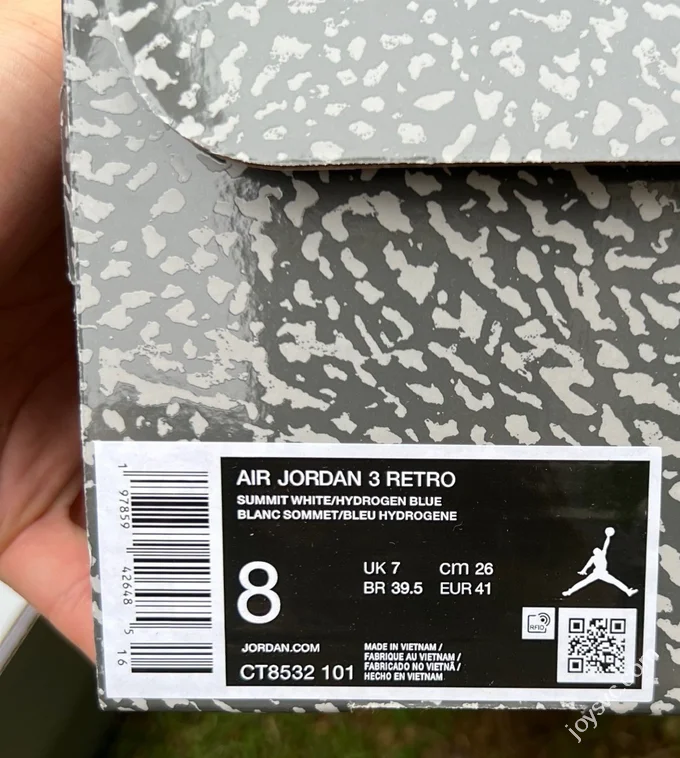 AIR JORDAN 3 RETRO
SUMMIT WHITE/HYDROGEN BLUE
BLANC SOMMET/BLEU HYDROGENE
8
UK 7 cm 26
BR 39.5 EUR 41
JORDAN.COM
CT8532 101
MADE IN VIETNAM /
FABRIQUE AU VIETNAM /
FABRICADO NO VIETNÃ /
HECHO EN VIETNAM
RFID
1 97859 42648 5 16